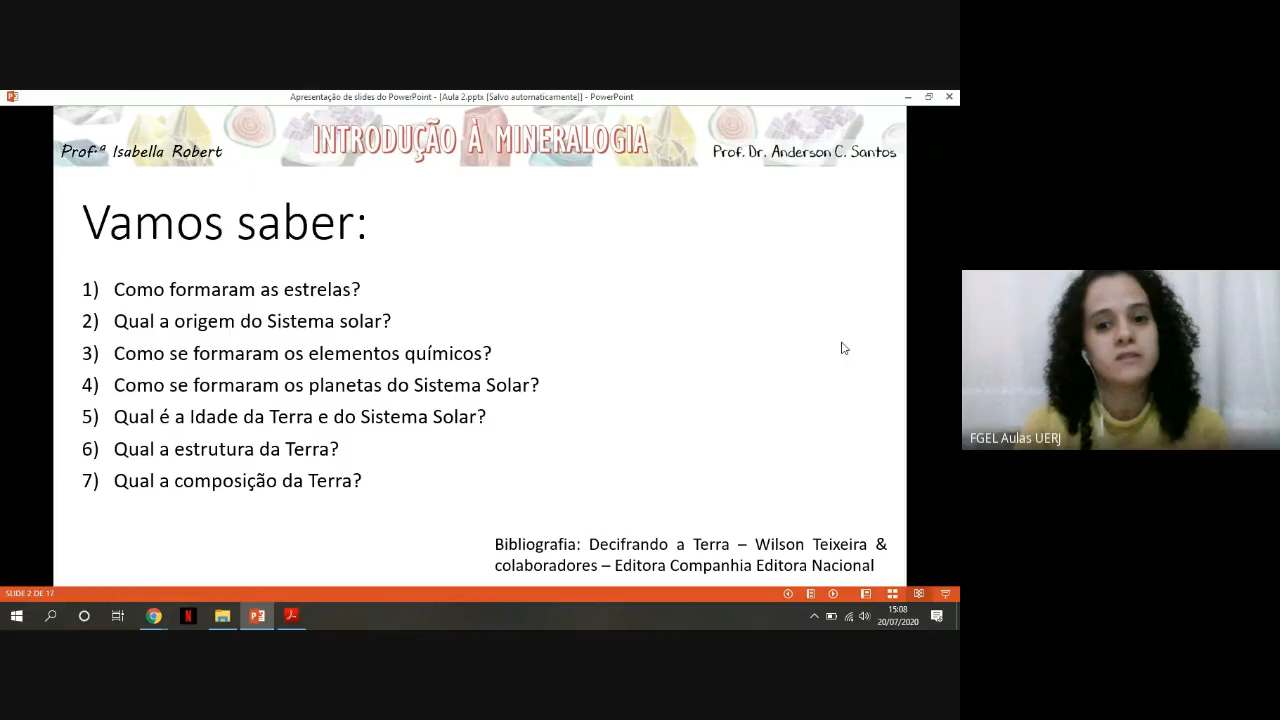 Apresentação de slides do PowerPoint - [Aula 2.pptx [Salvo automaticamente]] - PowerPoint
INTRODUÇÃO À MINERALOGIA
Profª Isabella Robert
Prof. Dr. Anderson C. Santos
Vamos saber:
1) Como formaram as estrelas?
2) Qual a origem do Sistema solar?
3) Como se formaram os elementos químicos?
4) Como se formaram os planetas do Sistema Solar?
5) Qual é a Idade da Terra e do Sistema Solar?
6) Qual a estrutura da Terra?
7) Qual a composição da Terra?
Bibliografia: Decifrando a Terra – Wilson Teixeira &
colaboradores – Editora Companhia Editora Nacional
FGEL Aulas UERJ
SLIDE 2 DE 17
15:08
20/07/2020